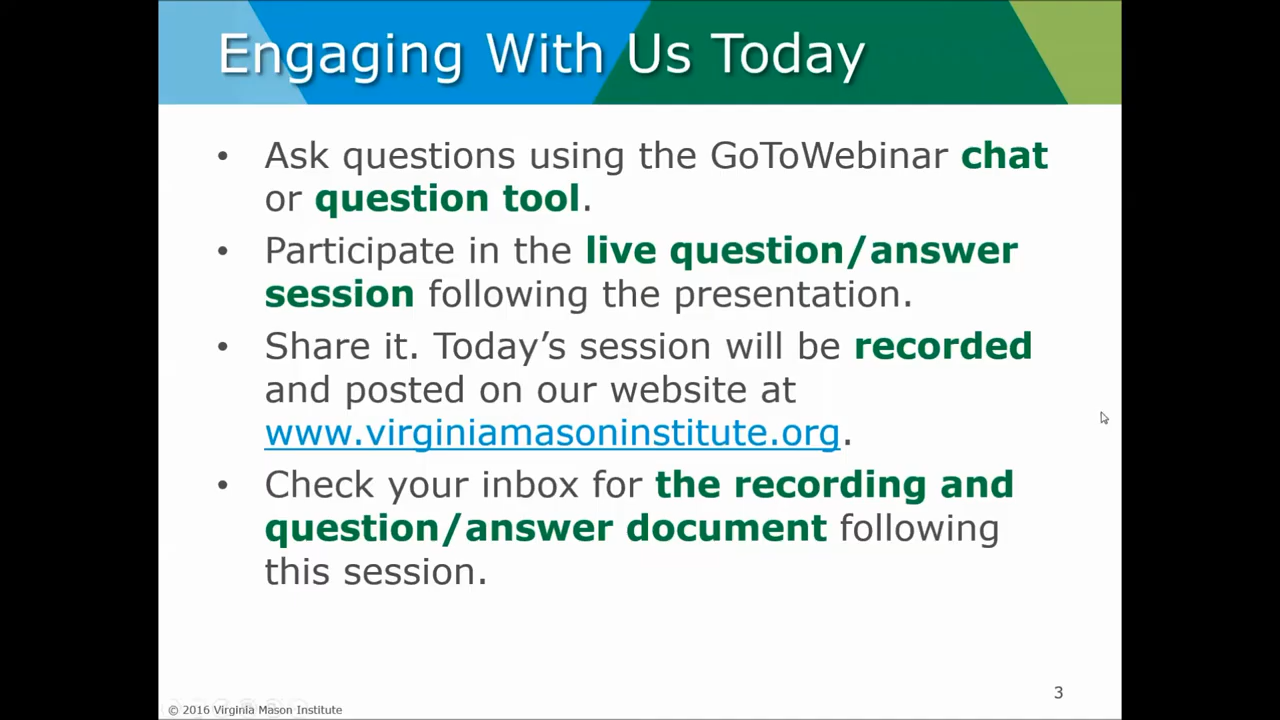 Engaging With Us Today
• Ask questions using the GoToWebinar chat
or question tool.
• Participate in the live question/answer
session following the presentation.
• Share it. Today’s session will be recorded
and posted on our website at
www.virginiamasoninstitute.org.
• Check your inbox for the recording and
question/answer document following
this session.
3
© 2016 Virginia Mason Institute